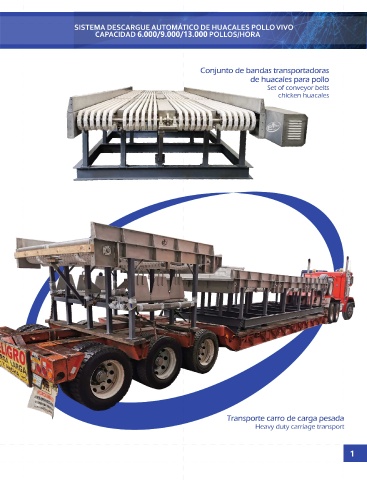 SISTEMA DESCARGUE AUTOMÁTICO DE HUACALES POLLO VIVO
CAPACIDAD 6.000/9.000/13.000 POLLOS/HORA
Conjunto de bandas transportadoras
de huacales para pollo
Set of conveyor belts
chicken huacales
Transporte carro de carga pesada
Heavy duty carriage transport
1